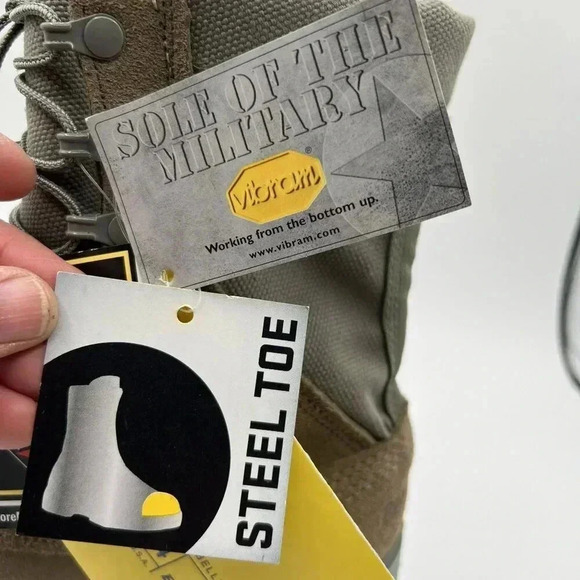 SOLE OF THE
MILITARY
vibram®
Working from the bottom up.
www.vibram.com
STEEL TOE